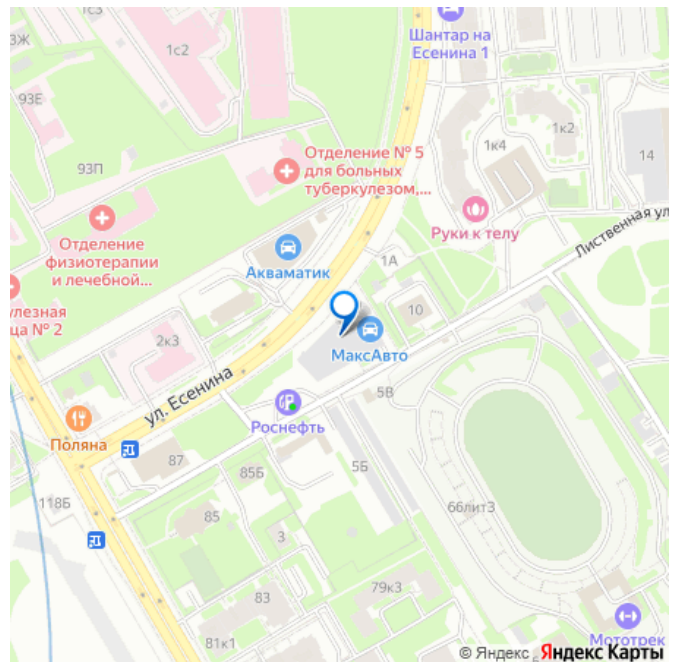 3Ж
1с3
1с2
Шантар на
Есенина 1
93Е
1к2
1к4
14
93П
Отделение № 5
для больных
туберкулезом,...
Отделение
физиотерапии
и лечебной...
Руки к телу
Лиственная ул
Акваматик
1А
улезная
ца № 2
10
2к3
МаксАвто
ул. Есенина
5В
Роснефть
Поляна
87
85Б
5Б
118Б
85
66литЗ
3
79к3
83
81к1
Мототрек
© Яндекс Яндекс Карты